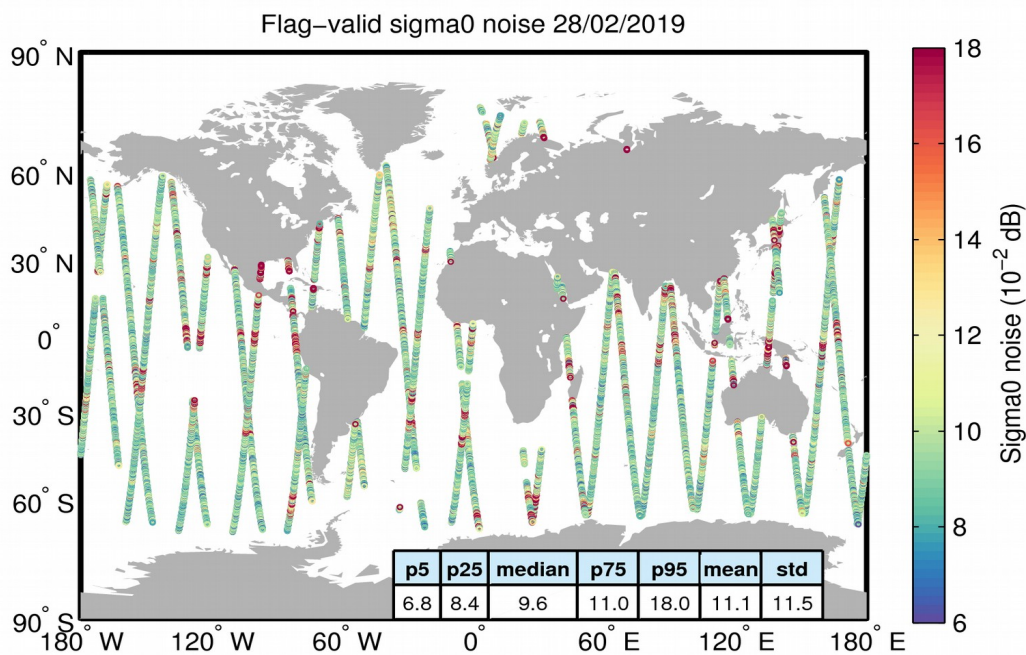 Flag−valid sigma0 noise 28/02/2019
90° N
60° N
30° N
0°
30° S
60° S
90° S
180° W
120° W
60° W
0°
60° E
120° E
180° E
p5 p25 median p75 p95 mean std
6.8 8.4 9.6 11.0 18.0 11.1 11.5
18
16
14
12
10
8
6
Sigma0 noise (10⁻² dB)